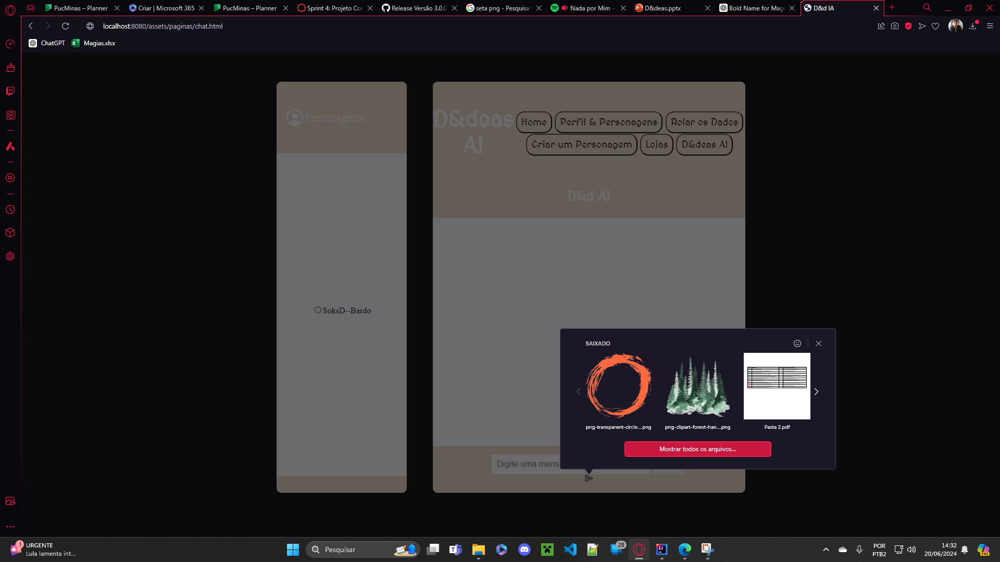 PucMinas – Planner
Criar | Microsoft 365
PucMinas – Planner
Sprint 4: Projeto Con
Release Versão 3.0.0
seta png - Pesquisa
Nada por Mim -
D&deas.pptx
Bold Name for Magi
D&d IA
localhost:8080/assets/paginas/chat.html
ChatGPT
Magias.xlsx
Personagens
D&deas AI
Home
Perfil & Personagens
Rolar os Dados
Criar um Personagem
Lojas
D&deas AI
D&d AI
SoksD--Bardo
BAIXADO
png-transparent-circle....png
png-clipart-forest-han....png
Pasta 2.pdf
Mostrar todos os arquivos...
Digite uma mens
1
URGENTE
Lula lamenta int...
Pesquisar
28
POR
PTB2
14:32
20/06/2024
PRE